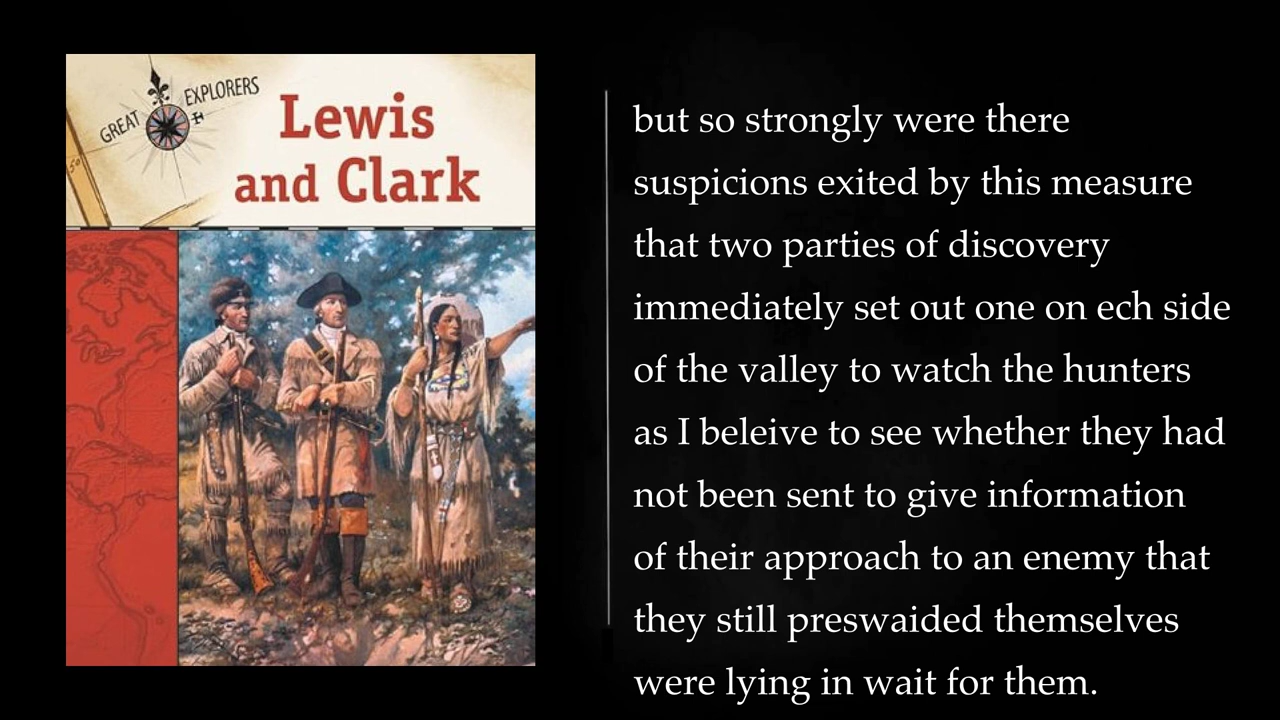 GREAT EXPLORERS
Lewis
and Clark
50
but so strongly were there
suspicions exited by this measure
that two parties of discovery
immediately set out one on ech side
of the valley to watch the hunters
as I beleive to see whether they had
not been sent to give information
of their approach to an enemy that
they still preswaided themselves
were lying in wait for them.